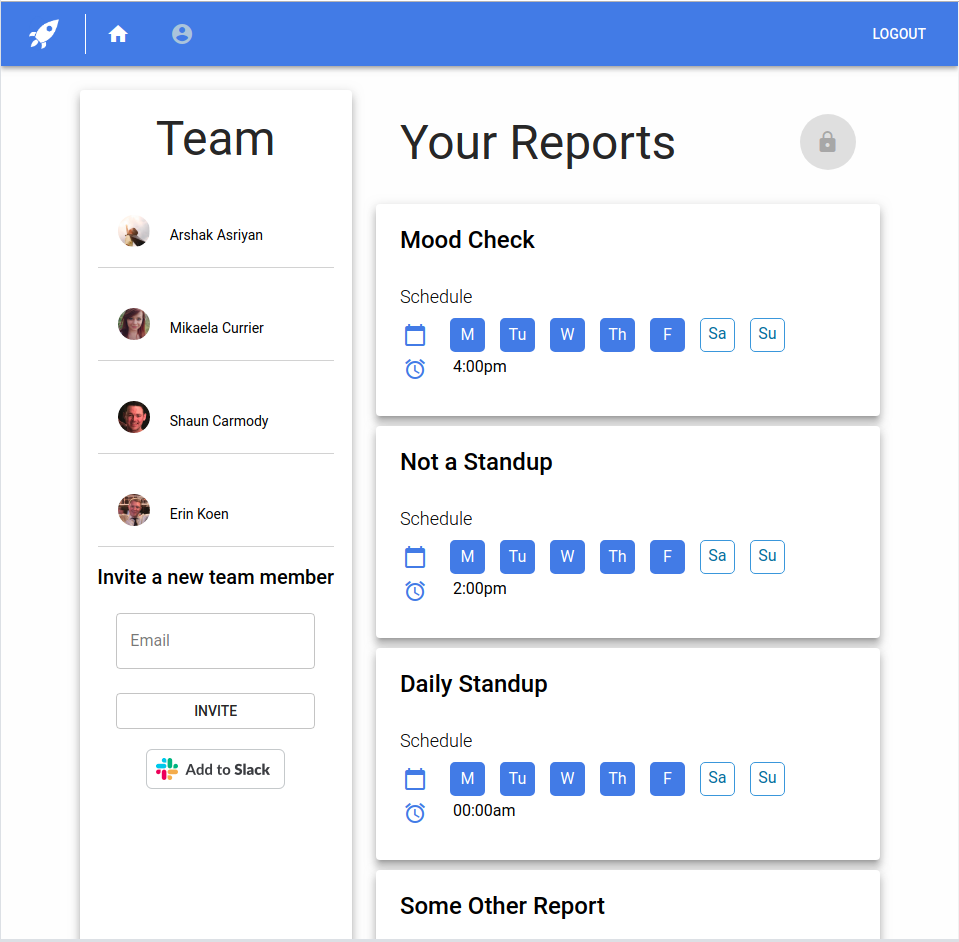 LOGOUT
Team
Arshak Asriyan
Mikaela Currier
Shaun Carmody
Erin Koen
Invite a new team member
Email
INVITE
Add to Slack
Your Reports
Mood Check
Schedule
M Tu W Th F Sa Su
4:00pm
Not a Standup
Schedule
M Tu W Th F Sa Su
2:00pm
Daily Standup
Schedule
M Tu W Th F Sa Su
00:00am
Some Other Report